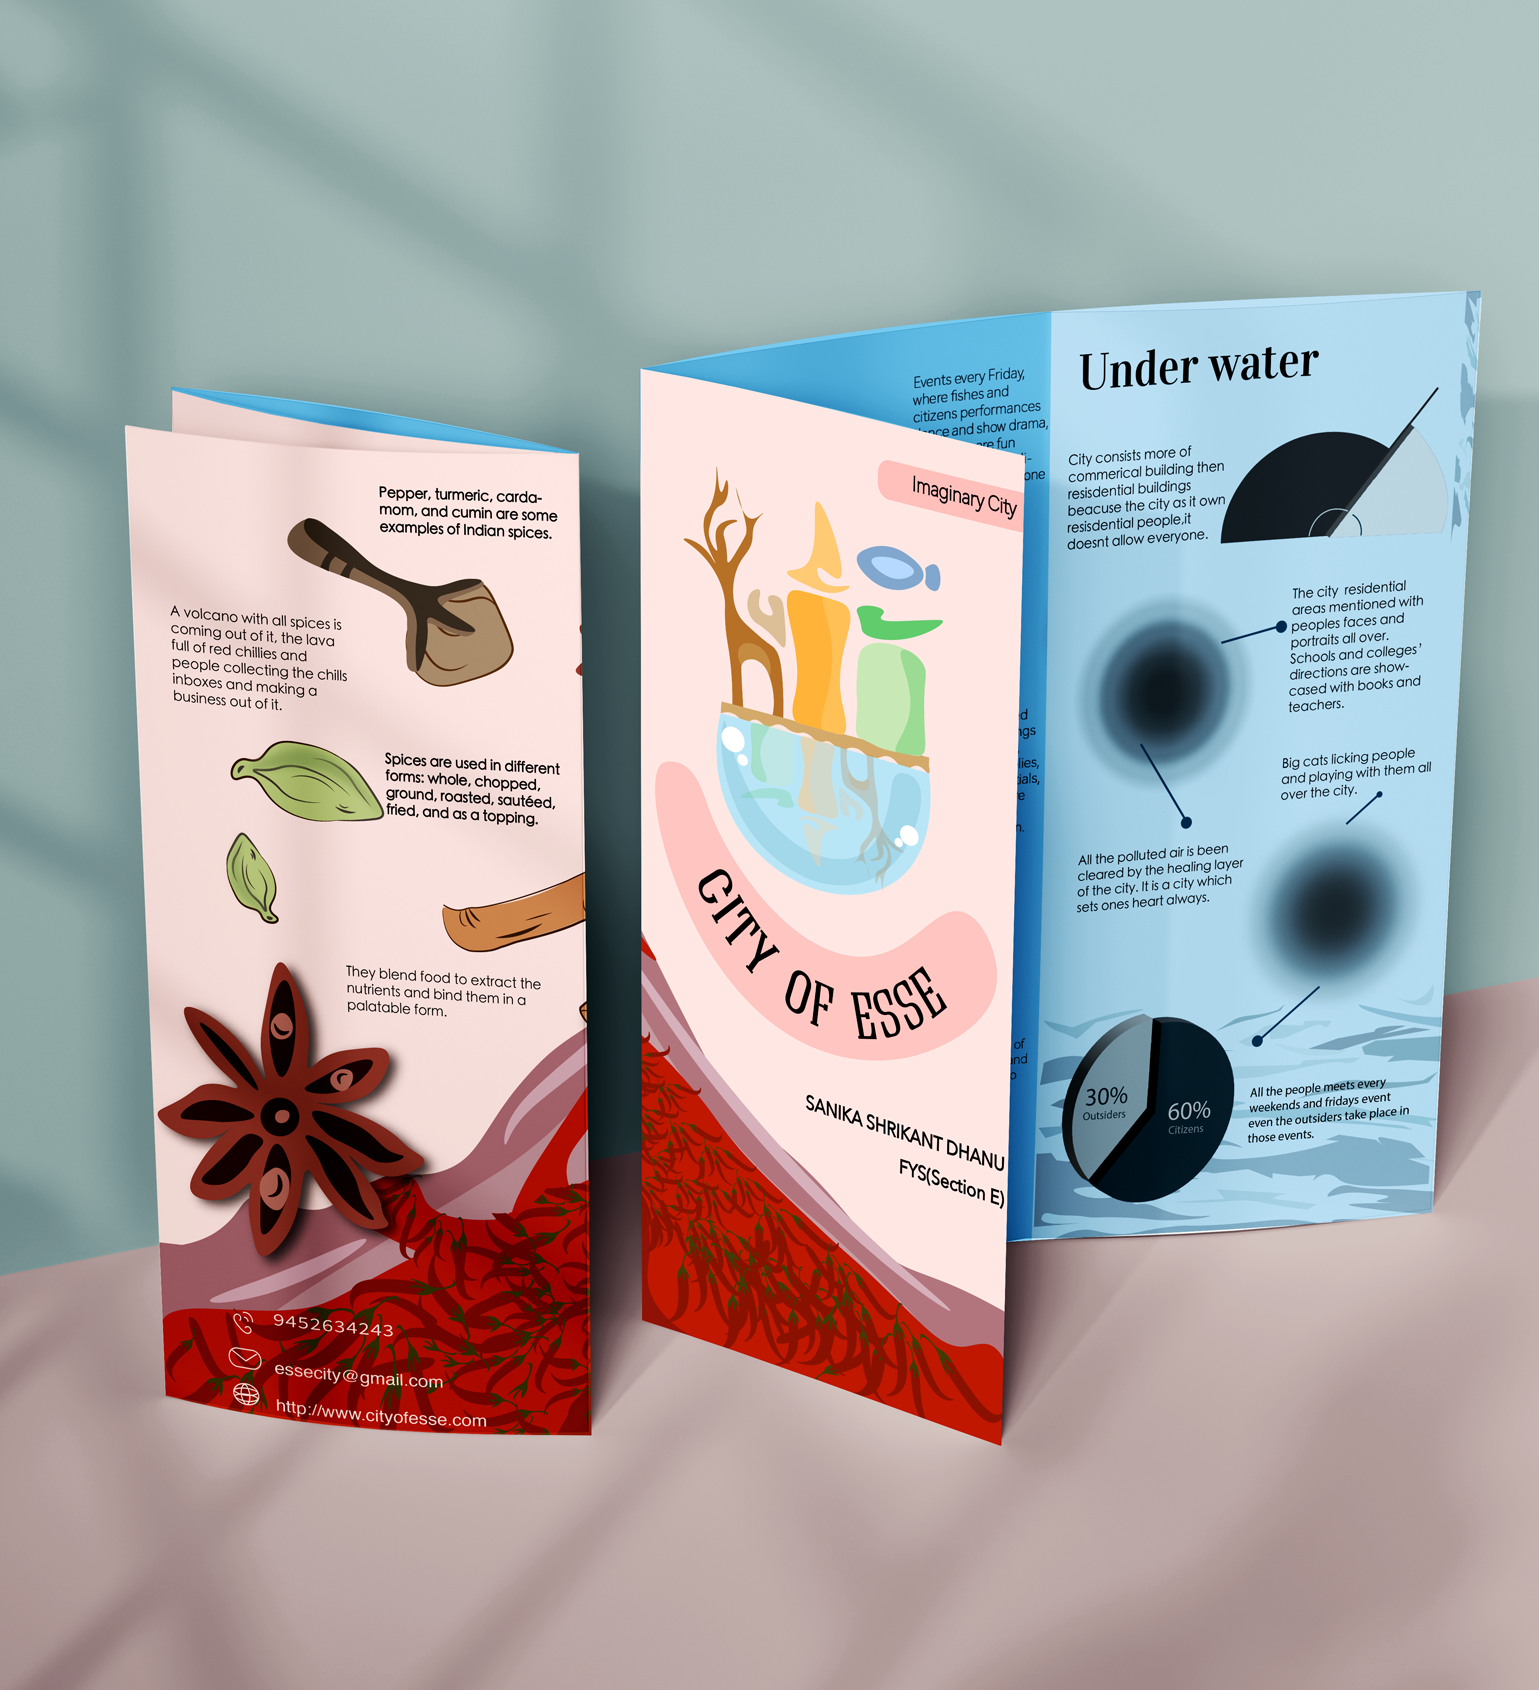 Pepper, turmeric, carda-
mom, and cumin are some
examples of Indian spices.
A volcano with all spices is
coming out of it, the lava
full of red chillies and
people collecting the chills
inboxes and making a
business out of it.
Spices are used in different
forms: whole, chopped,
ground, roasted, sautéed,
fried, and as a topping.
They blend food to extract the
nutrients and bind them in a
palatable form.
9452634243
essecity@gmail.com
http://www.cityofesse.com
Imaginary City
CITY OF ESSE
SANIKA SHRIKANT DHANU
FYS(Section E)
Events every Friday,
where fishes and
citizens performances
and show drama,
are fun
one
of
Under water
City consists more of
commerical building then
resisdential buildings
beacuse the city as it own
resisdential people,it
doesnt allow everyone.
The city residential
areas mentioned with
peoples faces and
portraits all over.
Schools and colleges'
directions are show-
cased with books and
teachers.
Big cats licking people
and playing with them all
over the city.
All the polluted air is been
cleared by the healing layer
of the city. It is a city which
sets ones heart always.
30%
Outsiders
60%
Citizens
All the people meets every
weekends and fridays event
even the outsiders take place in
those events.